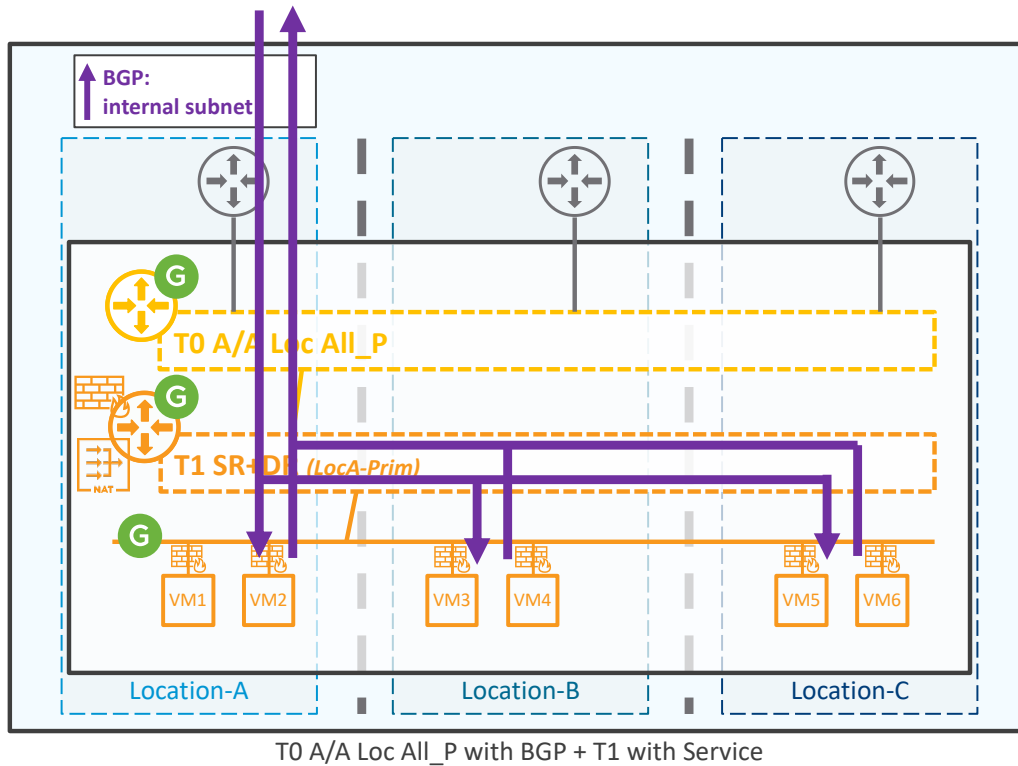 BGP:
internal subnet
G
T0 A/A Loc All_P
G
T1 SR+DR (LocA-Prim)
NAT
G
VM1
VM2
VM3
VM4
VM5
VM6
Location-A
Location-B
Location-C
T0 A/A Loc All_P with BGP + T1 with Service